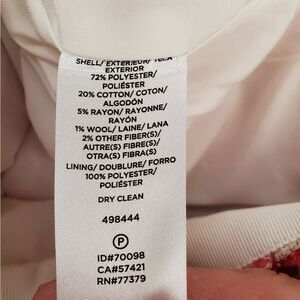 SHELL/EXTERIEUR/ TELA
EXTERIOR
72% POLYESTER/
POLIÉSTER
20% COTTON/ COTON/
ALGODÓN
5% RAYON/ RAYONNE/
RAYÓN
1% WOOL/ LAINE/ LANA
2% OTHER FIBER(S)/
AUTRE(S) FIBRE(S)/
OTRA(S) FIBRA(S)
LINING/ DOUBLURE/ FORRO
100% POLYESTER/
POLIÉSTER
DRY CLEAN
498444
P
ID#70098
CA#57421
RN#77379